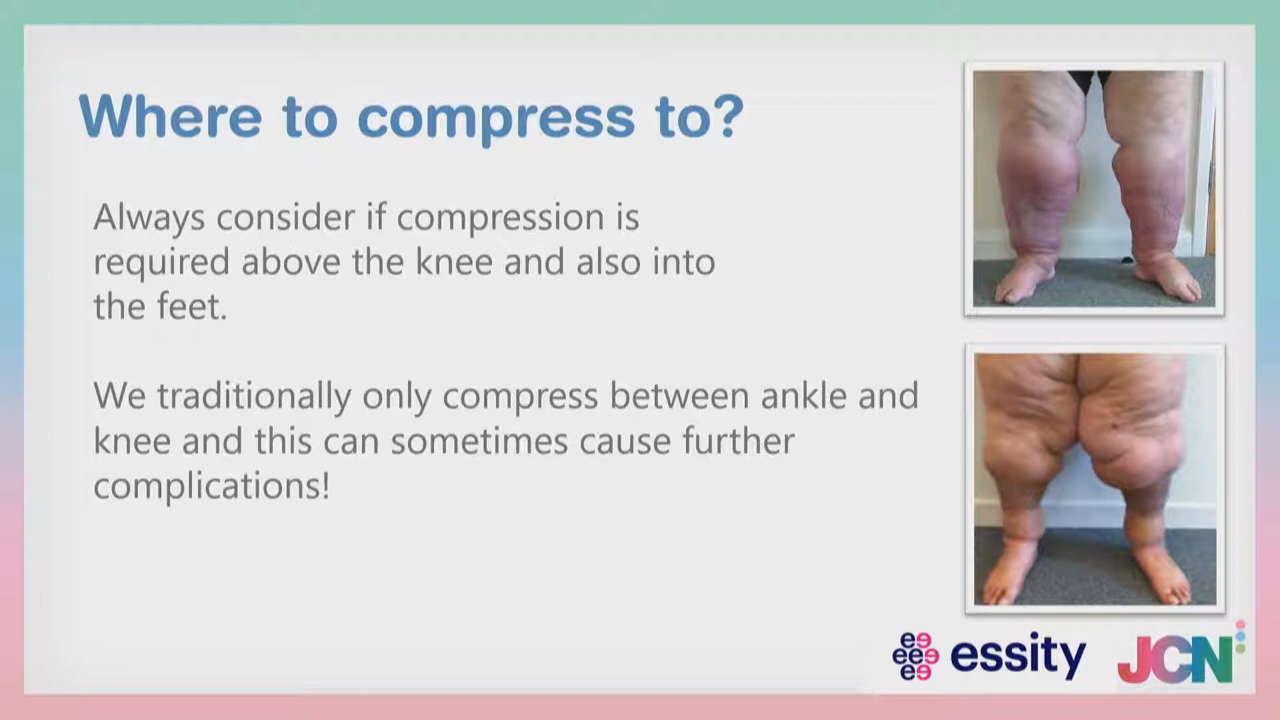 Where to compress to?
Always consider if compression is
required above the knee and also into
the feet.
We traditionally only compress between ankle and
knee and this can sometimes cause further
complications!
essity
JCN